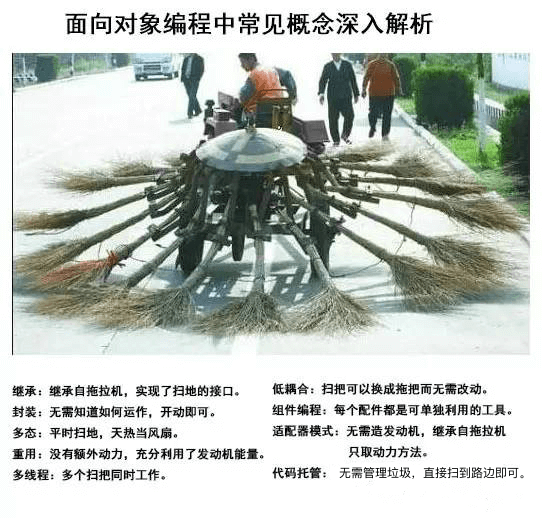 面向对象编程中常见概念深入解析
继承：继承自拖拉机，实现了扫地的接口。
封装：无需知道如何运作，开动即可。
多态：平时扫地，天热当风扇。
重用：没有额外动力，充分利用了发动机能量。
多线程：多个扫把同时工作。
低耦合：扫把可以换成拖把而无需改动。
组件编程：每个配件都是可单独利用的工具。
适配器模式：无需造发动机，继承自拖拉机
只取动力方法。
代码托管：  无需管理垃圾，直接扫到路边即可。